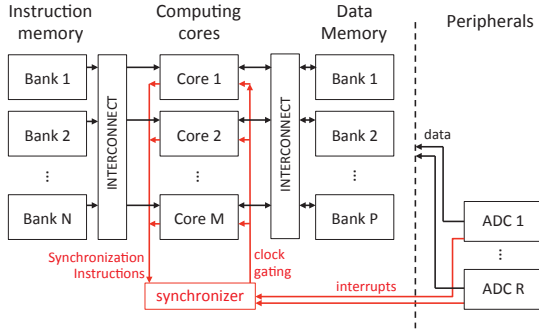 Instruction
memory
Computing
cores
Data
Memory
Peripherals
Bank 1
Bank 2
⋮
Bank N
INTERCONNECT
Core 1
Core 2
⋮
Core M
INTERCONNECT
Bank 1
Bank 2
⋮
Bank P
data
ADC 1
⋮
ADC R
Synchronization
Instructions
clock
gating
synchronizer
interrupts